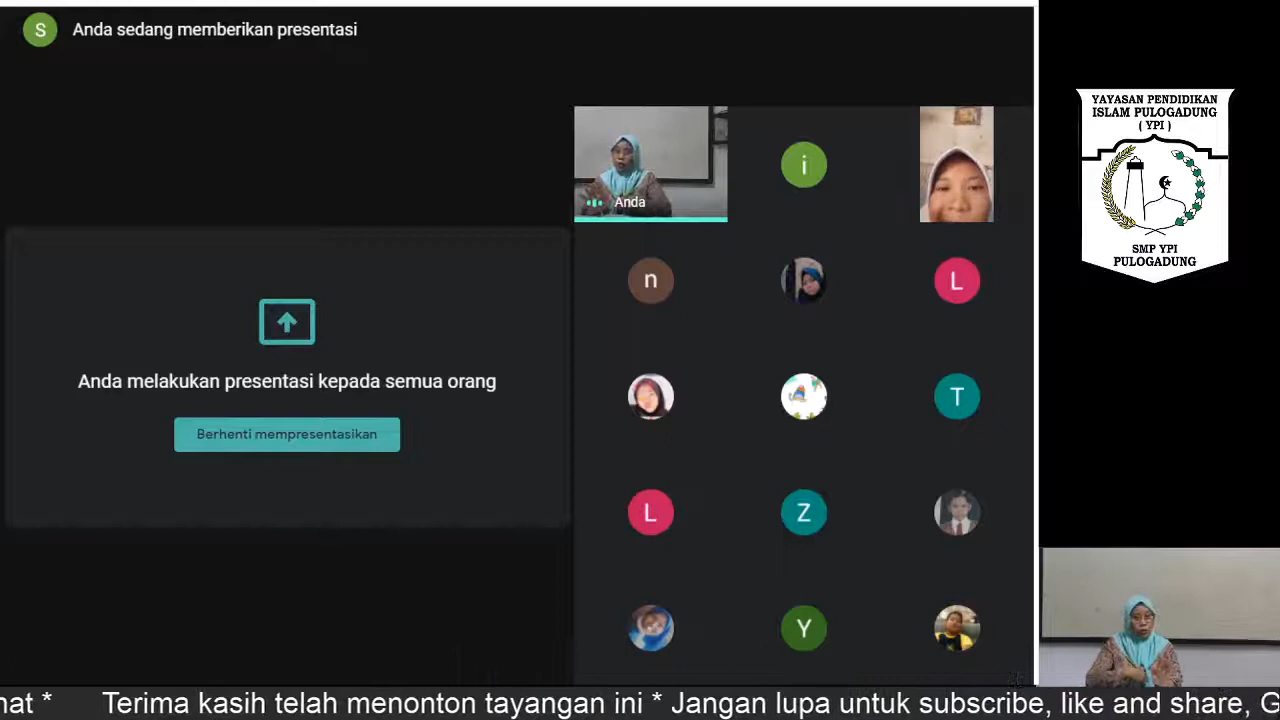 S
Anda sedang memberikan presentasi
Anda melakukan presentasi kepada semua orang
Berhenti mempresentasikan
Anda
i
n
L
T
L
Z
Y
YAYASAN PENDIDIKAN
ISLAM PULOGADUNG
( YPI )
SMP YPI
PULOGADUNG
nat * Terima kasih telah menonton tayangan ini * Jangan lupa untuk subscribe, like and share, G